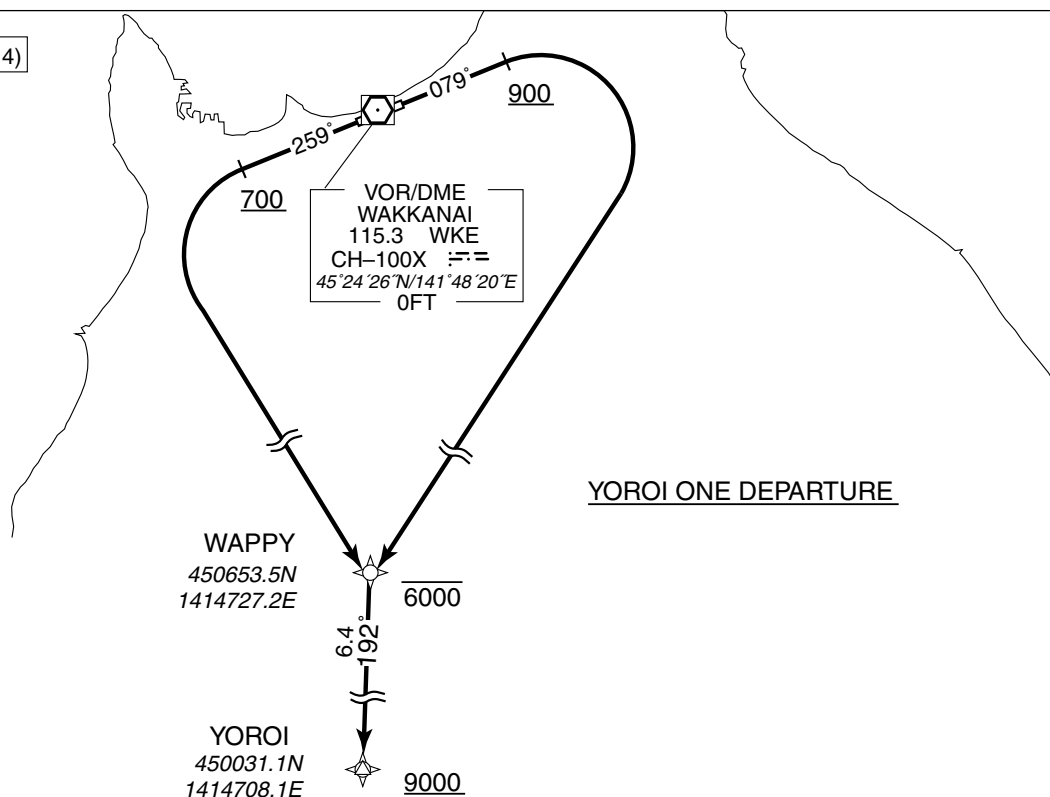 4)
079°
900
259°
700
VOR/DME
WAKKANAI
115.3 WKE
CH–100X
45°24´26˝N/141°48´20˝E
0FT
YOROI ONE DEPARTURE
WAPPY
450653.5N
1414727.2E
6000
6.4
192°
YOROI
450031.1N
1414708.1E
9000